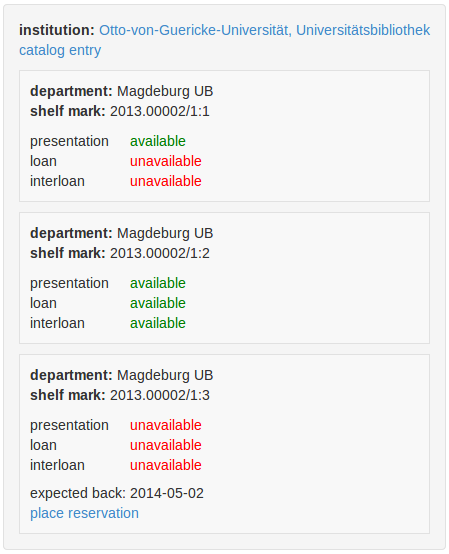 institution: Otto-von-Guericke-Universität, Universitätsbibliothek
catalog entry
department: Magdeburg UB
shelf mark: 2013.00002/1:1
presentation available
loan unavailable
interloan unavailable
department: Magdeburg UB
shelf mark: 2013.00002/1:2
presentation available
loan available
interloan available
department: Magdeburg UB
shelf mark: 2013.00002/1:3
presentation unavailable
loan unavailable
interloan unavailable
expected back: 2014-05-02
place reservation